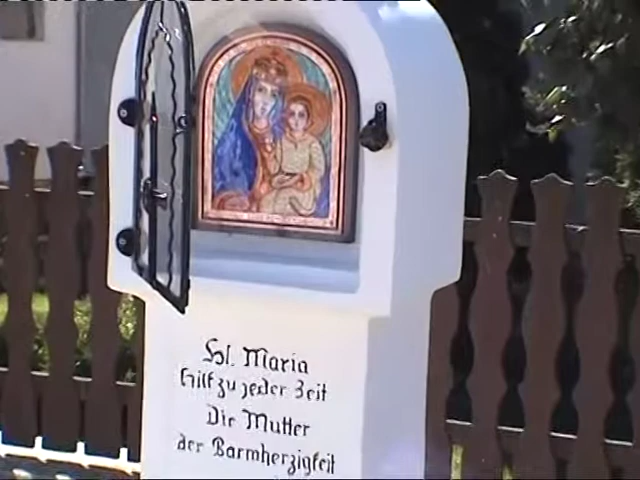 Hl. Maria
Hilf zu jeder Zeit
Die Mutter
der Barmherzigkeit